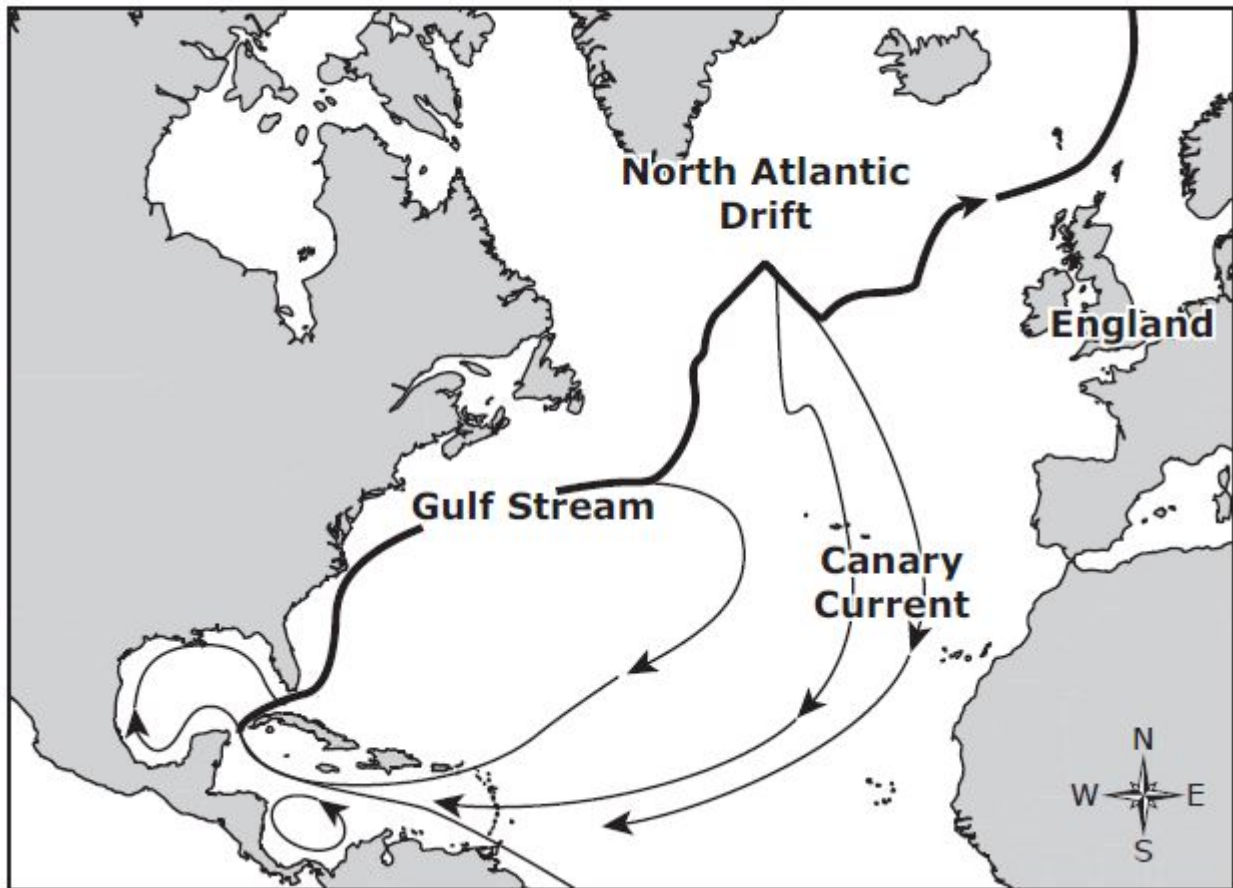 North Atlantic
Drift
England
Gulf Stream
Canary
Current
N
W E
S